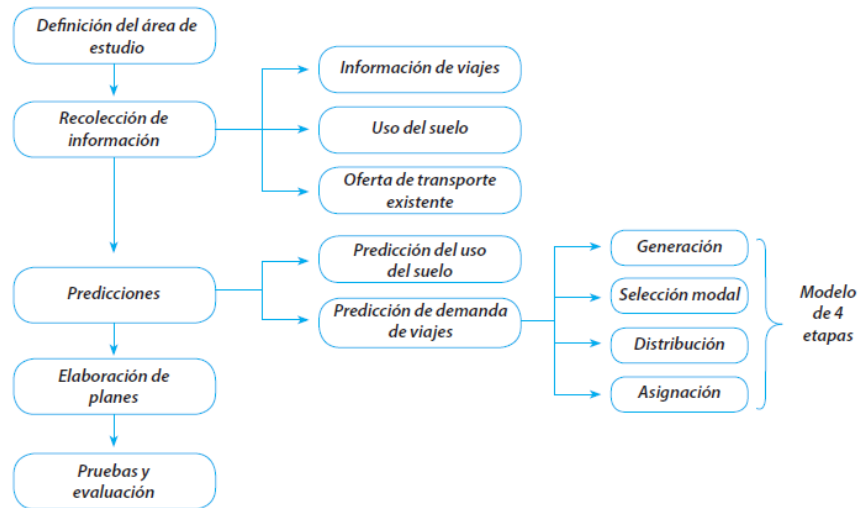 Definición del área de
estudio
Recolección de
información
Información de viajes
Uso del suelo
Oferta de transporte
existente
Predicciones
Predicción del uso
del suelo
Predicción de demanda
de viajes
Generación
Selección modal
Distribución
Asignación
Modelo
de 4
etapas
Elaboración de
planes
Pruebas y
evaluación